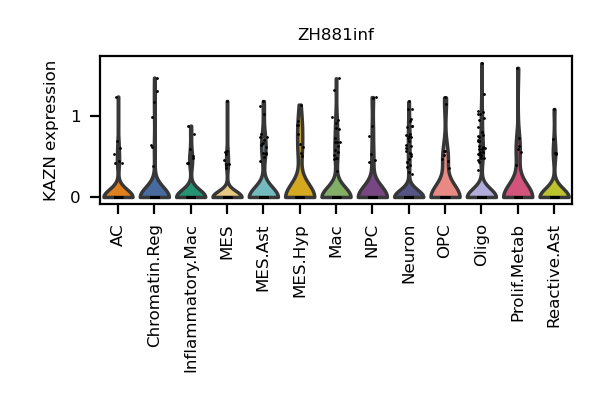 ZH881inf
KAZN expression
1
0
AC
Chromatin.Reg
Inflammatory.Mac
MES
MES.Ast
MES.Hyp
Mac
NPC
Neuron
OPC
Oligo
Prolif.Metab
Reactive.Ast